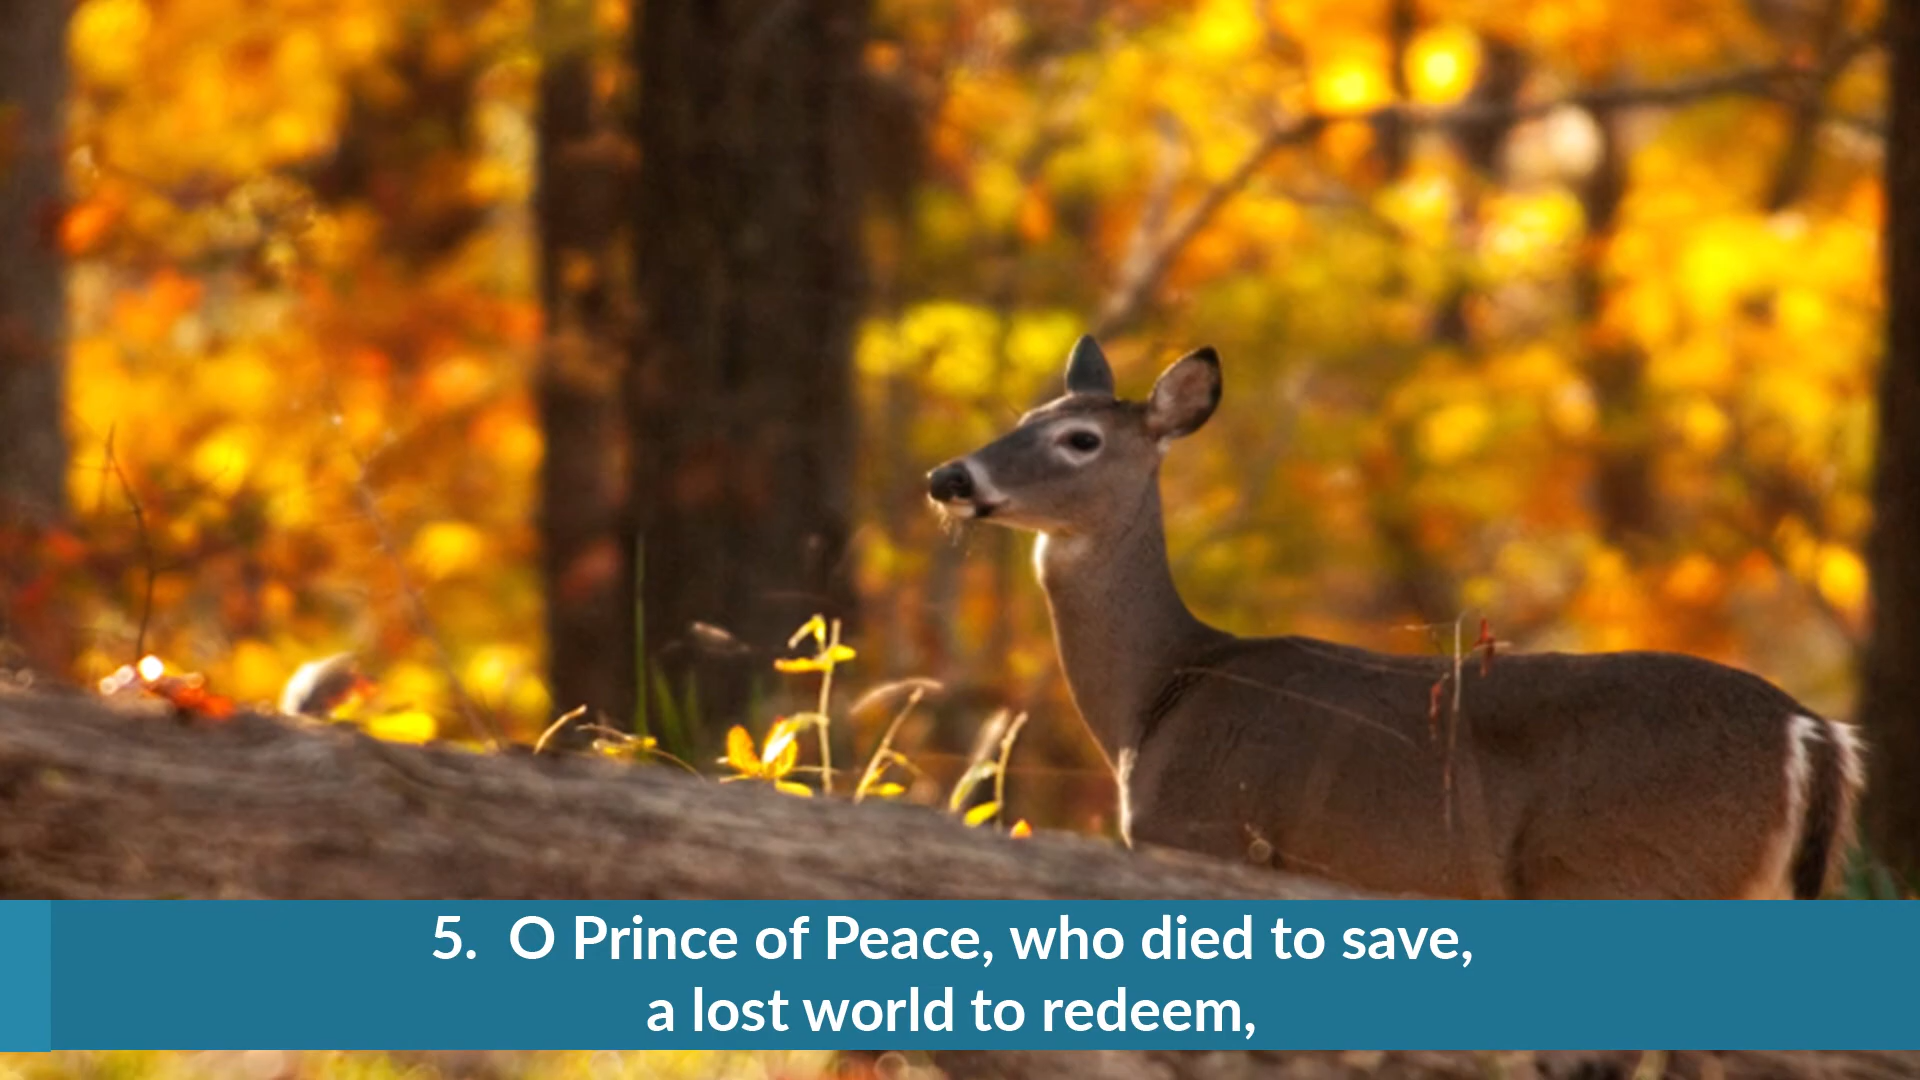 5.  O Prince of Peace, who died to save,
a lost world to redeem,